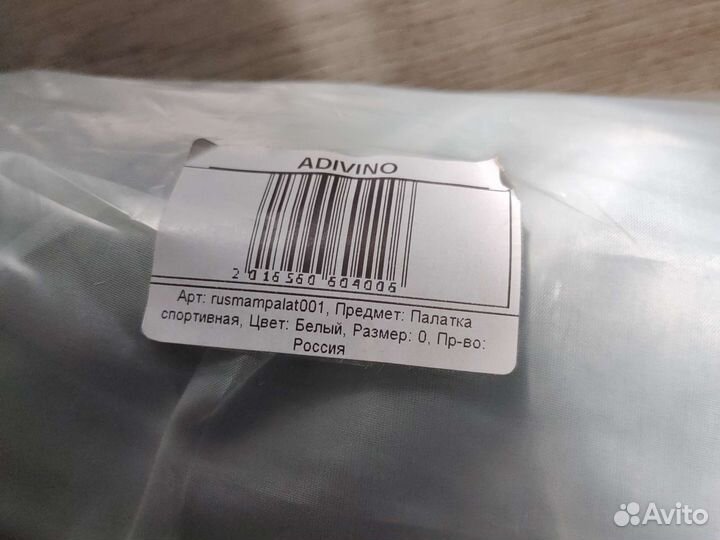 ADIVINO
2 016560 604006
Арт: rusmampalat001, Предмет: Палатка
спортивная, Цвет: Белый, Размер: 0, Пр-во:
Россия
Avito